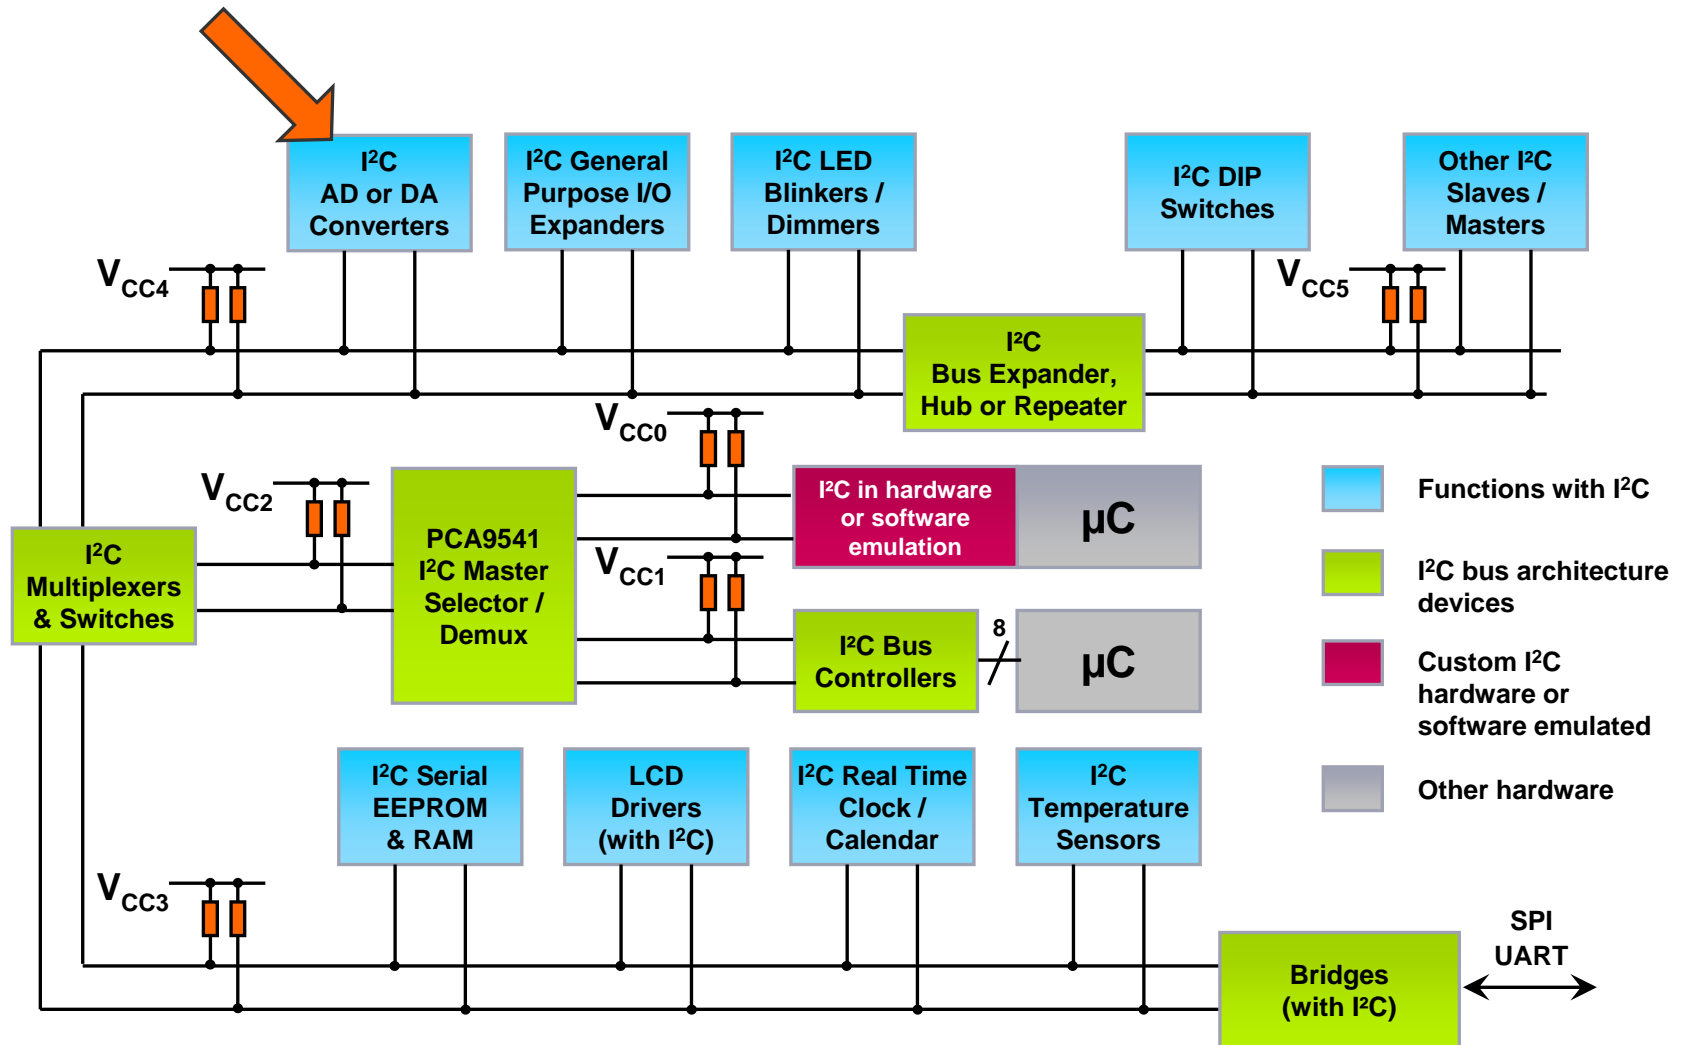 I²C
AD or DA
Converters
I²C General
Purpose I/O
Expanders
I²C LED
Blinkers /
Dimmers
I²C DIP
Switches
Other I²C
Slaves /
Masters
VCC4
VCC5
I²C
Bus Expander,
Hub or Repeater
VCC0
VCC2
I²C
Multiplexers
& Switches
PCA9541
I²C Master
Selector /
Demux
I²C in hardware
or software
emulation
µC
VCC1
I²C Bus
Controllers
8
µC
Functions with I²C
I²C bus architecture
devices
Custom I²C
hardware or
software emulated
Other hardware
I²C Serial
EEPROM
& RAM
LCD
Drivers
(with I²C)
I²C Real Time
Clock /
Calendar
I²C
Temperature
Sensors
VCC3
Bridges
(with I²C)
SPI
UART